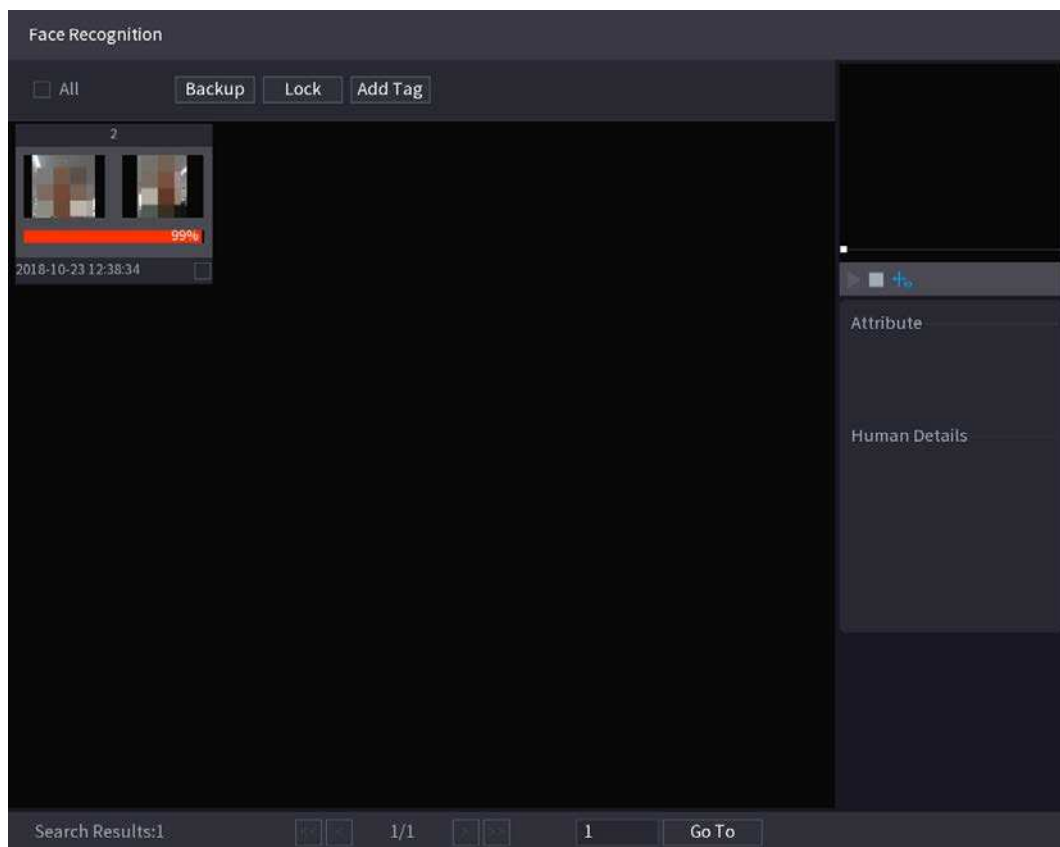 Face Recognition
All Backup Lock Add Tag
2
99%
2018-10-23 12:38:34
Attribute
Human Details
Search Results:1 << < 1/1 > >> 1 Go To